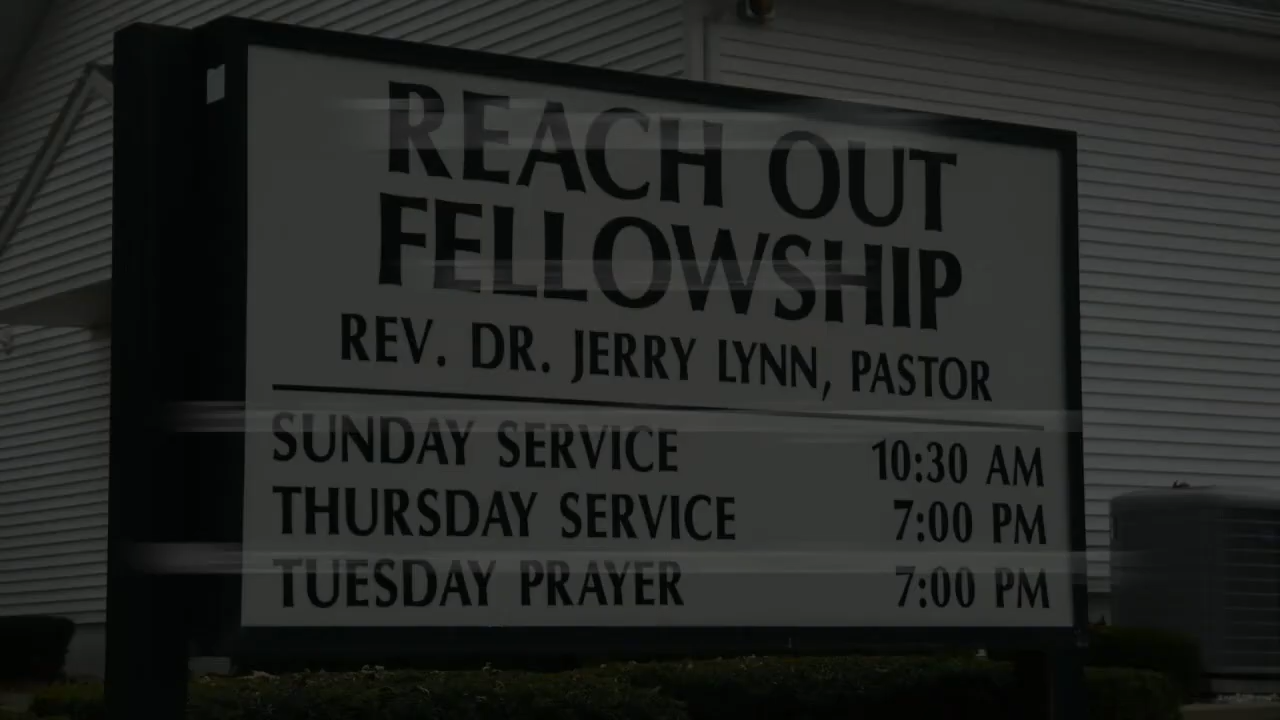 REACH OUT
FELLOWSHIP
REV. DR. JERRY LYNN, PASTOR
SUNDAY SERVICE 10:30 AM
THURSDAY SERVICE 7:00 PM
TUESDAY PRAYER 7:00 PM